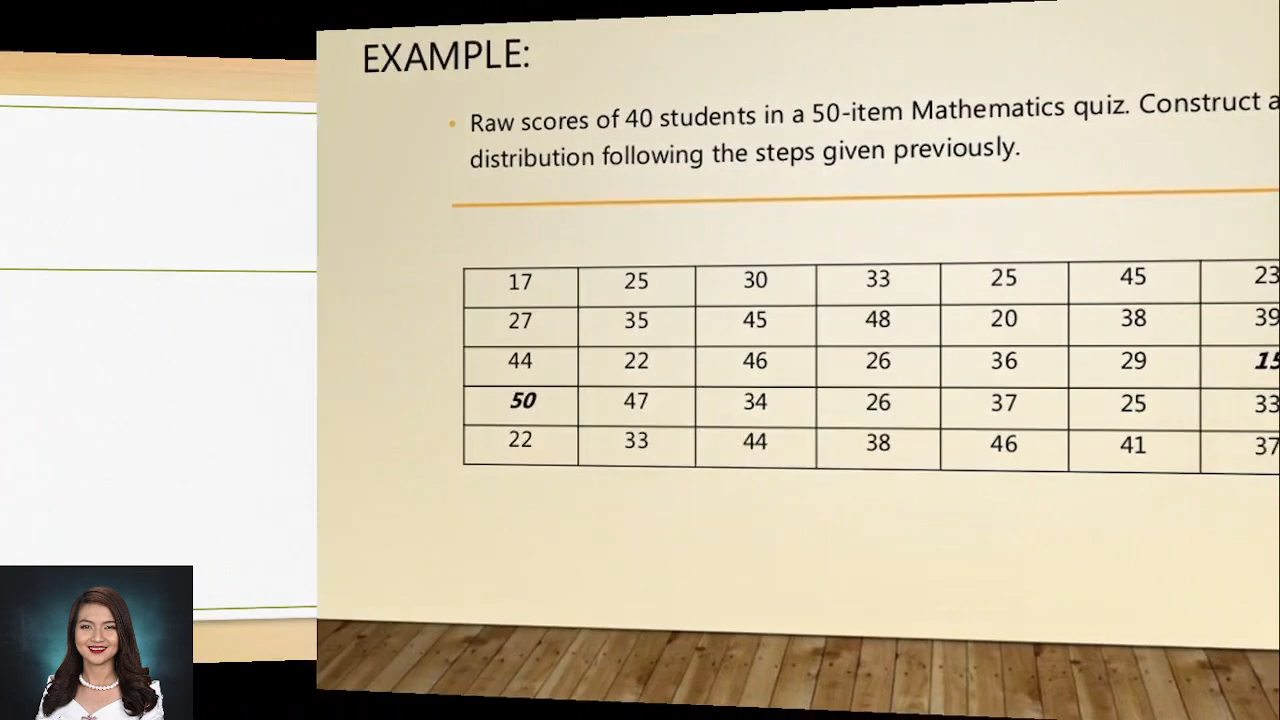 EXAMPLE:
• Raw scores of 40 students in a 50-item Mathematics quiz. Construct a
distribution following the steps given previously.
17 25 30 33 25 45 23
27 35 45 48 20 38 39
44 22 46 26 36 29 15
50 47 34 26 37 25 33
22 33 44 38 46 41 37